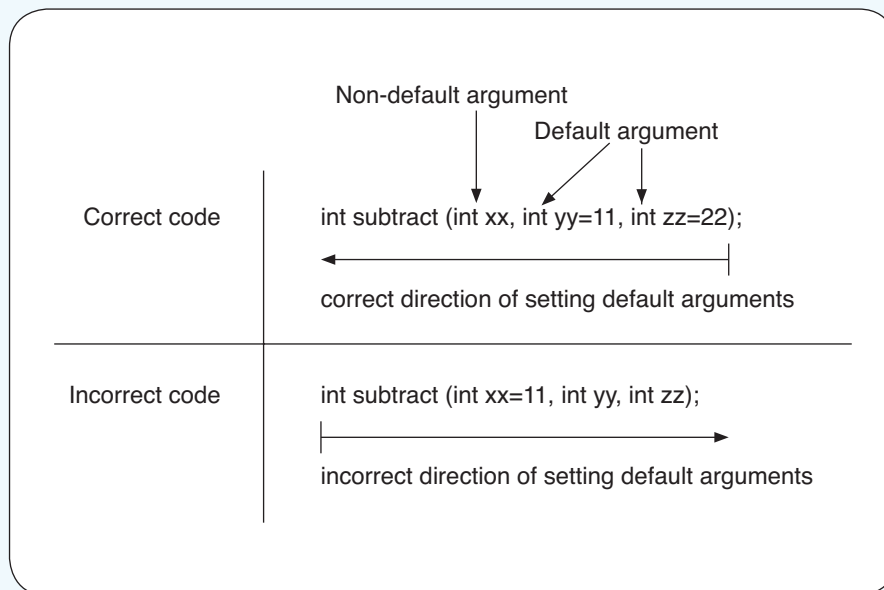 Non-default argument
Default argument
Correct code
int subtract (int xx, int yy=11, int zz=22);
correct direction of setting default arguments
Incorrect code
int subtract (int xx=11, int yy, int zz);
incorrect direction of setting default arguments